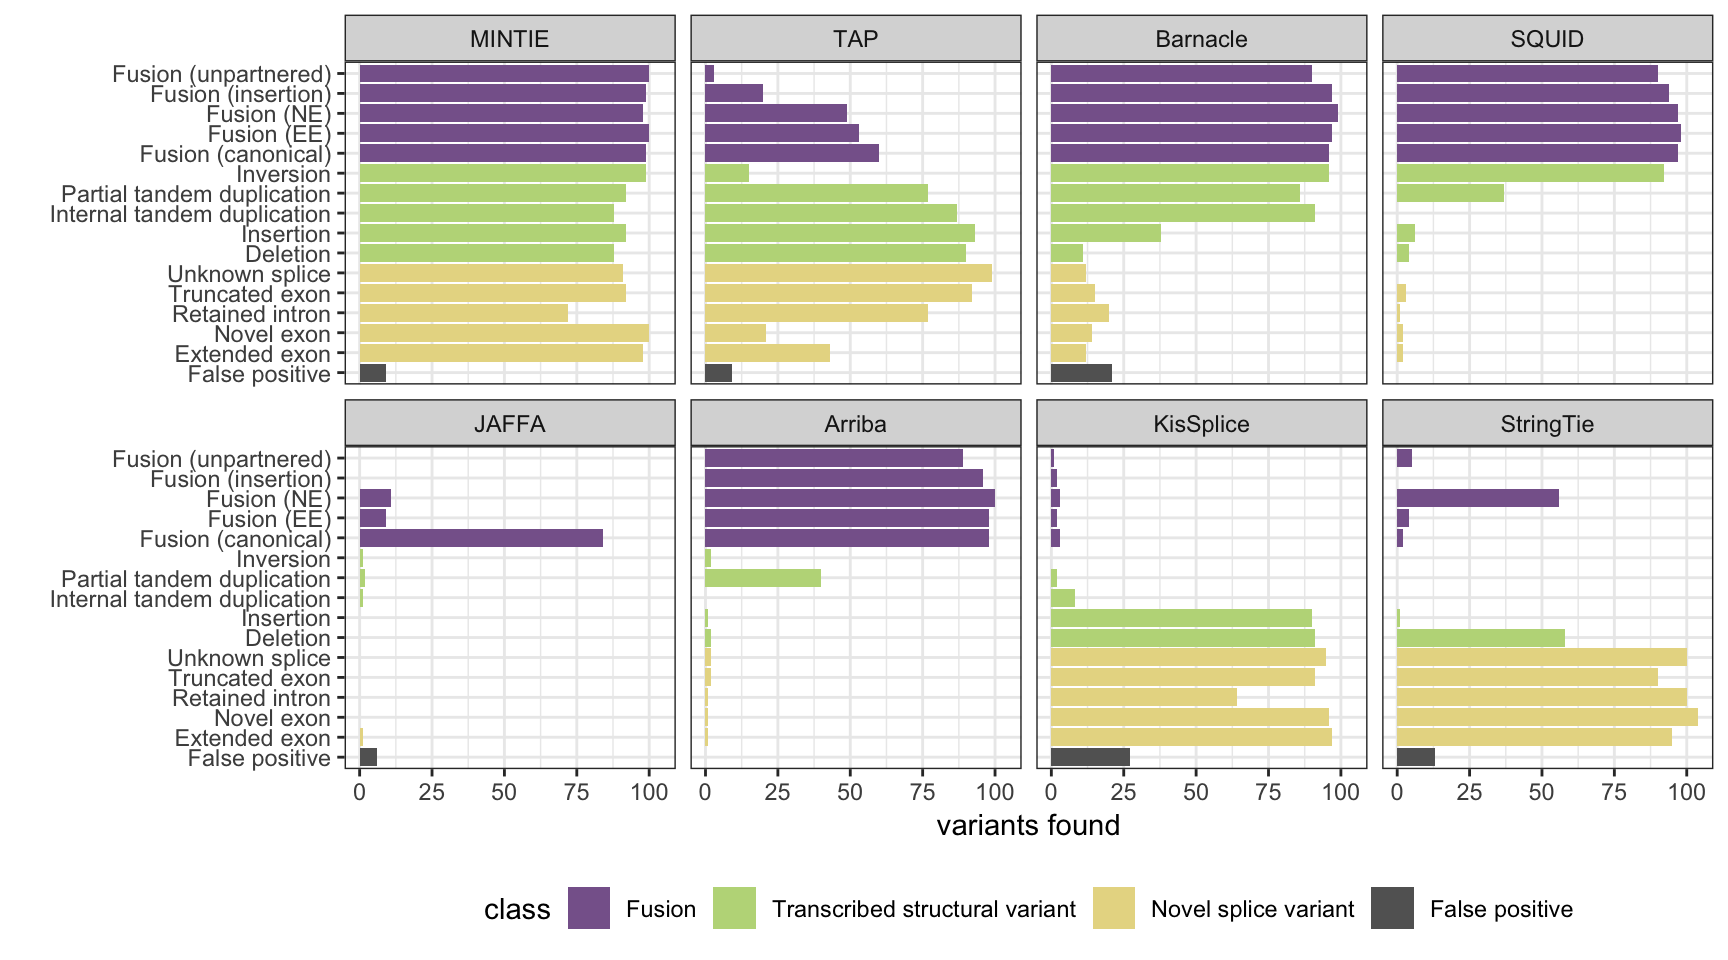 MINTIE TAP Barnacle SQUID
Fusion (unpartnered)
Fusion (insertion)
Fusion (NE)
Fusion (EE)
Fusion (canonical)
Inversion
Partial tandem duplication
Internal tandem duplication
Insertion
Deletion
Unknown splice
Truncated exon
Retained intron
Novel exon
Extended exon
False positive
JAFFA Arriba KisSplice StringTie
Fusion (unpartnered)
Fusion (insertion)
Fusion (NE)
Fusion (EE)
Fusion (canonical)
Inversion
Partial tandem duplication
Internal tandem duplication
Insertion
Deletion
Unknown splice
Truncated exon
Retained intron
Novel exon
Extended exon
False positive
0 25 50 75 100 0 25 50 75 100 0 25 50 75 100 0 25 50 75 100
variants found
class Fusion Transcribed structural variant Novel splice variant False positive